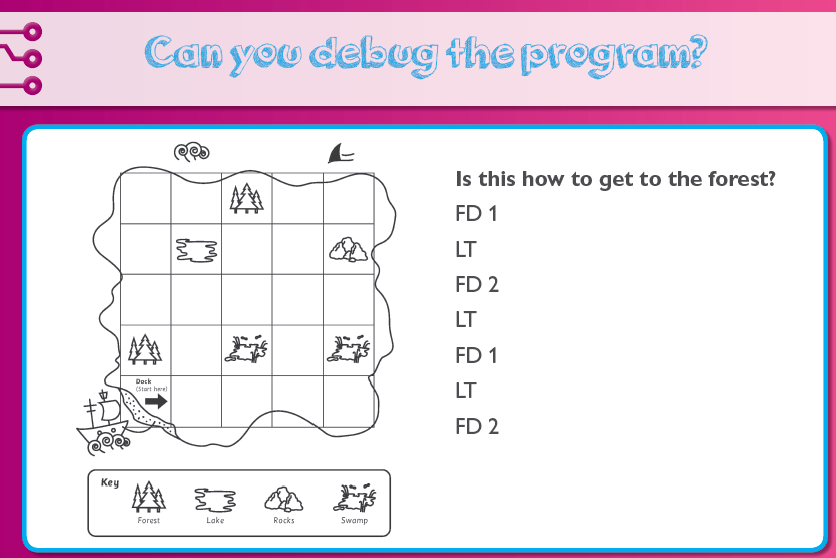 Can you debug the program?
Is this how to get to the forest?
FD 1
LT
FD 2
LT
FD 1
LT
FD 2
Dock
(Start here)
Key
Forest
Lake
Rocks
Swamp